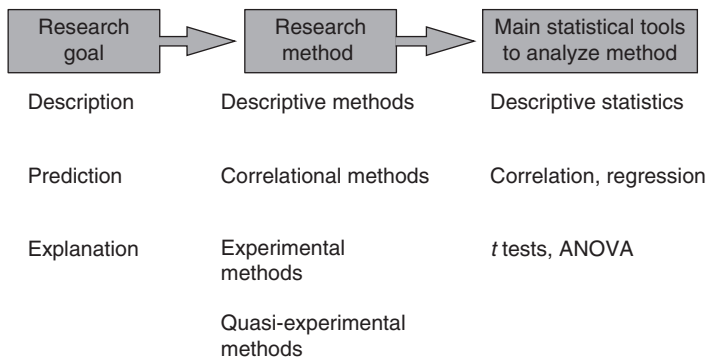 Research goal
Research method
Main statistical tools to analyze method
Description
Descriptive methods
Descriptive statistics
Prediction
Correlational methods
Correlation, regression
Explanation
Experimental
methods
t tests, ANOVA
Quasi-experimental
methods